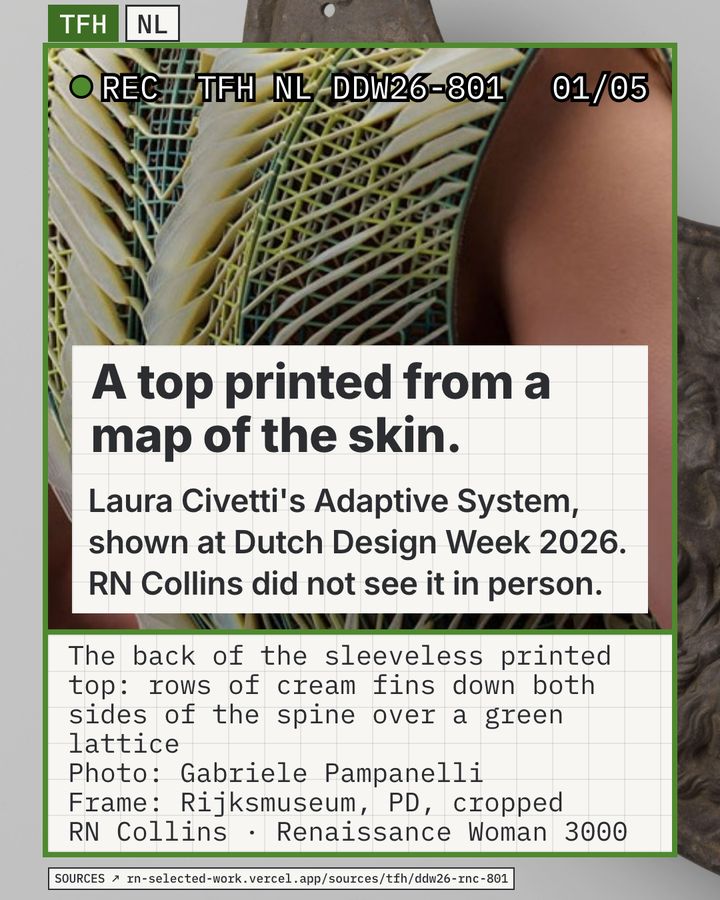 TFH NL
REC TFH NL DDW26-801 01/05
A top printed from a
map of the skin.
Laura Civetti's Adaptive System,
shown at Dutch Design Week 2026.
RN Collins did not see it in person.
The back of the sleeveless printed
top: rows of cream fins down both
sides of the spine over a green
lattice
Photo: Gabriele Pampanelli
Frame: Rijksmuseum, PD, cropped
RN Collins · Renaissance Woman 3000
SOURCES ↗ rn-selected-work.vercel.app/sources/tfh/ddw26-rnc-801